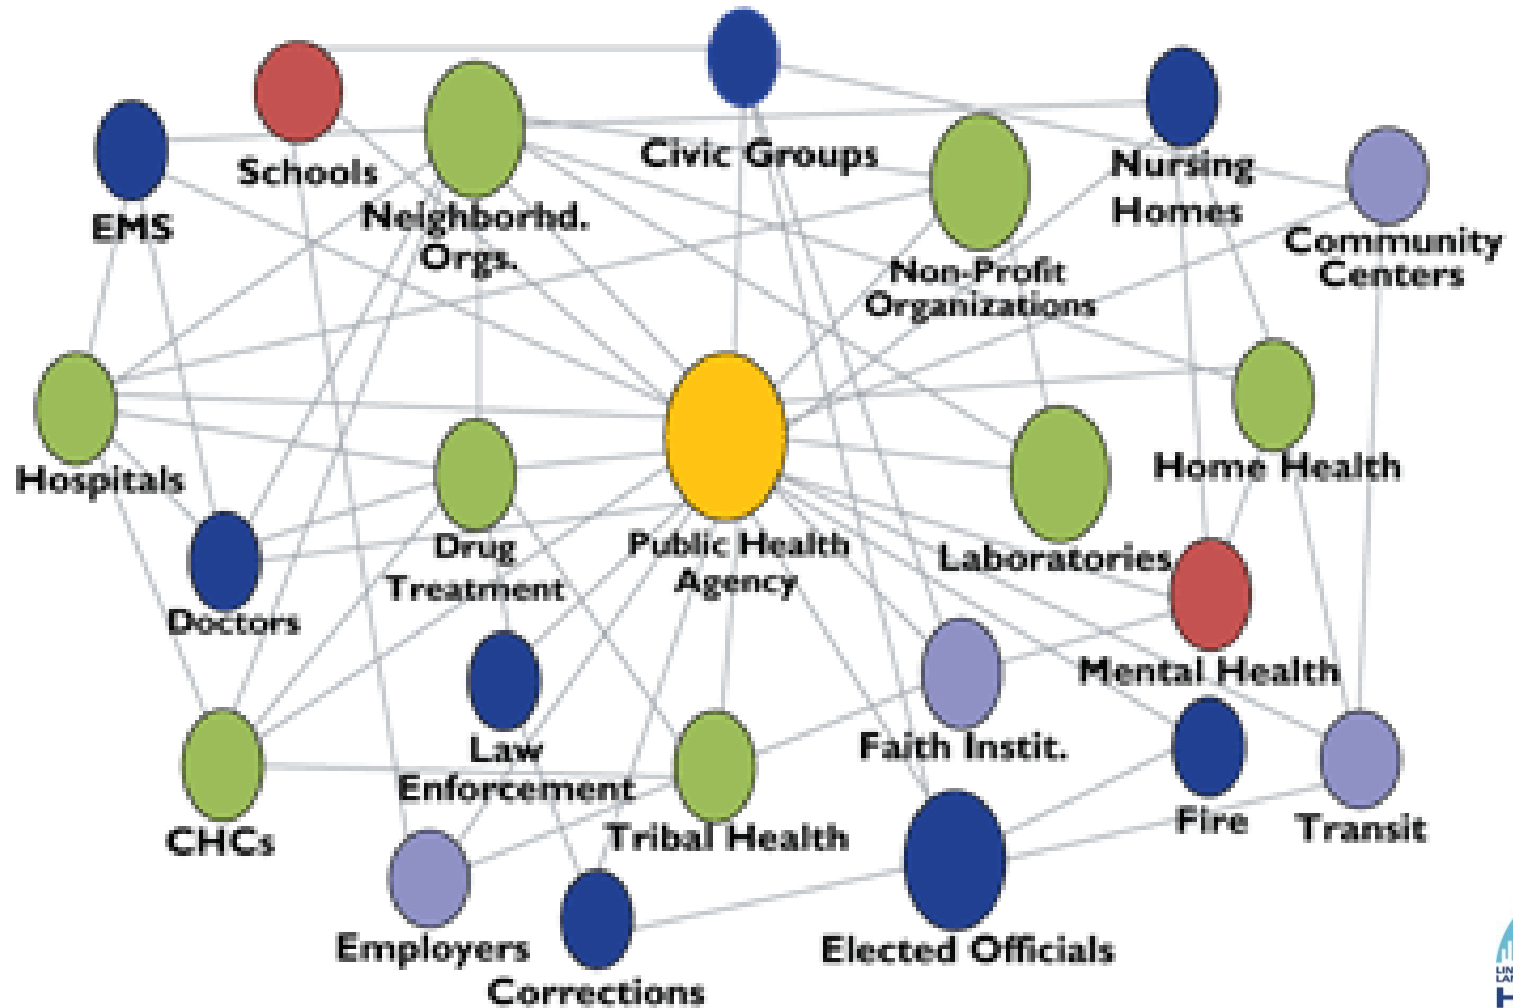 Schools
Civic Groups
EMS
Neighborhd.
Orgs.
Nursing
Homes
Community
Centers
Non-Profit
Organizations
Hospitals
Home Health
Drug
Treatment
Public Health
Agency
Laboratories
Doctors
Mental Health
Law
Enforcement
Faith Instit.
CHCs
Tribal Health
Fire
Transit
Employers
Corrections
Elected Officials